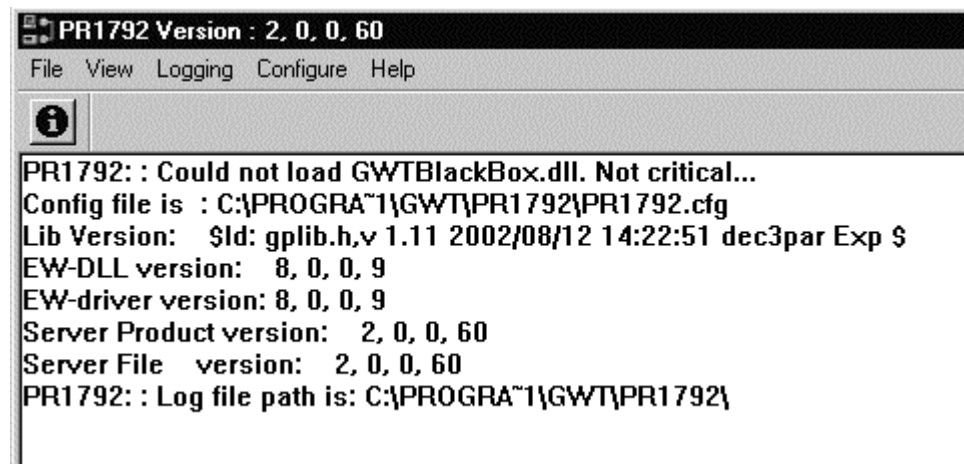 PR1792 Version : 2, 0, 0, 60
File View Logging Configure Help
PR1792: : Could not load GWTBlackBox.dll. Not critical...
Config file is : C:\PROGRA~1\GWT\PR1792\PR1792.cfg
Lib Version: $Id: gplib.h,v 1.11 2002/08/12 14:22:51 dec3par Exp $
EW-DLL version: 8, 0, 0, 9
EW-driver version: 8, 0, 0, 9
Server Product version: 2, 0, 0, 60
Server File version: 2, 0, 0, 60
PR1792: : Log file path is: C:\PROGRA~1\GWT\PR1792\